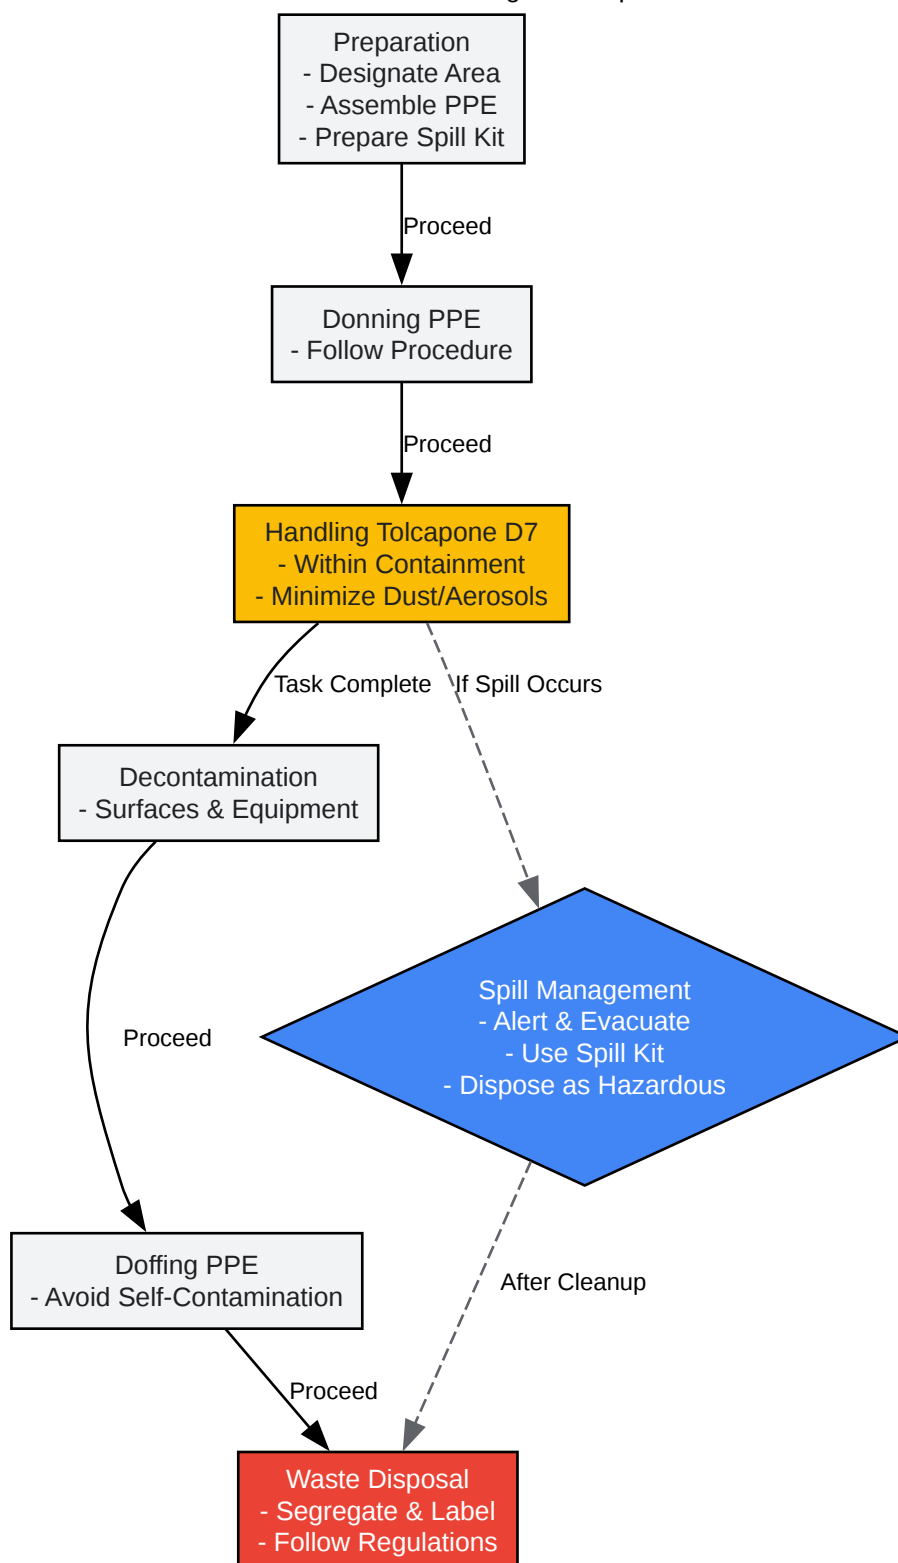 Preparation
- Designate Area
- Assemble PPE
- Prepare Spill Kit
Proceed
Donning PPE
- Follow Procedure
Proceed
Handling Tolcapone D7
- Within Containment
- Minimize Dust/Aerosols
Task Complete
If Spill Occurs
Decontamination
- Surfaces & Equipment
Spill Management
- Alert & Evacuate
- Use Spill Kit
- Dispose as Hazardous
Proceed
Doffing PPE
- Avoid Self-Contamination
After Cleanup
Proceed
Waste Disposal
- Segregate & Label
- Follow Regulations